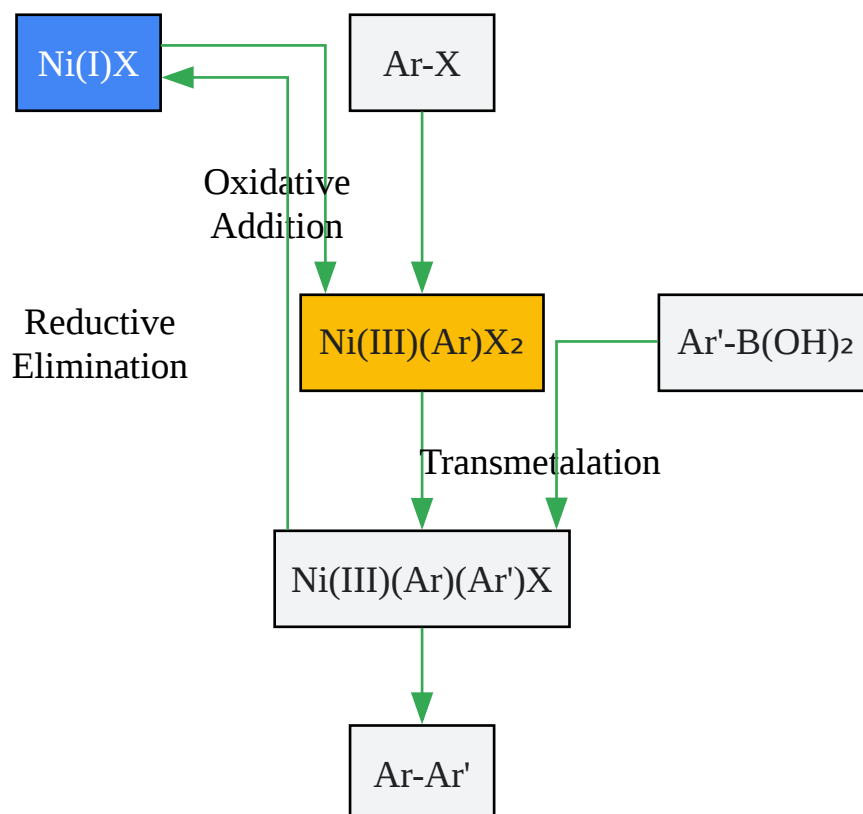 Ni(I)X
Ar-X
Oxidative
Addition
Reductive
Elimination
Ni(III)(Ar)X₂
Ar'-B(OH)₂
Transmetalation
Ni(III)(Ar)(Ar')X
Ar-Ar'